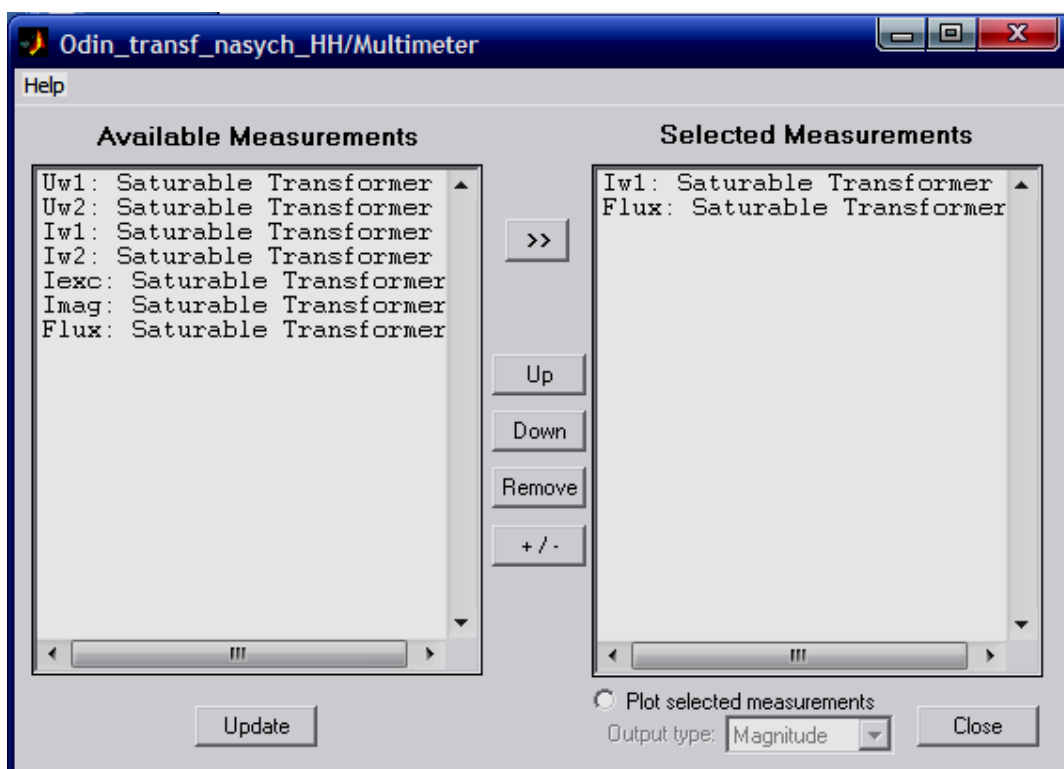 Odin_transf_nasych_HH/Multimeter
Help
Available Measurements
Uw1: Saturable Transformer
Uw2: Saturable Transformer
Iw1: Saturable Transformer
Iw2: Saturable Transformer
Iexc: Saturable Transformer
Imag: Saturable Transformer
Flux: Saturable Transformer
>>
Up
Down
Remove
+ / -
Update
Selected Measurements
Iw1: Saturable Transformer
Flux: Saturable Transformer
Plot selected measurements
Output type: Magnitude
Close